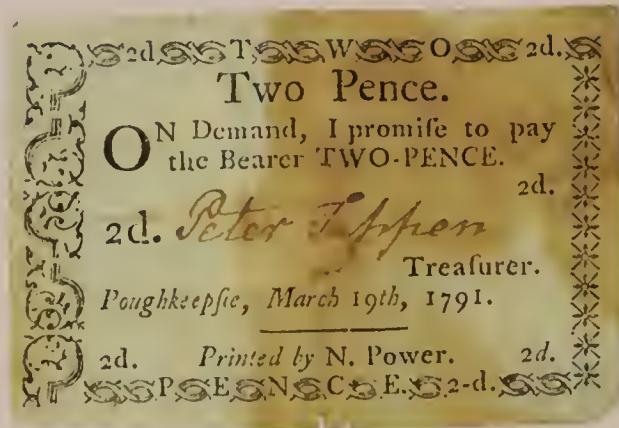 2d. T W O 2d.
Two Pence.
ON Demand, I promiſe to pay
the Bearer TWO-PENCE.
2d.
2d. Peter Tappen
Treaſurer.
Poughkeepſie, March 19th, 1791.
2d. Printed by N. Power. 2d.
P E N C E. 2-d.